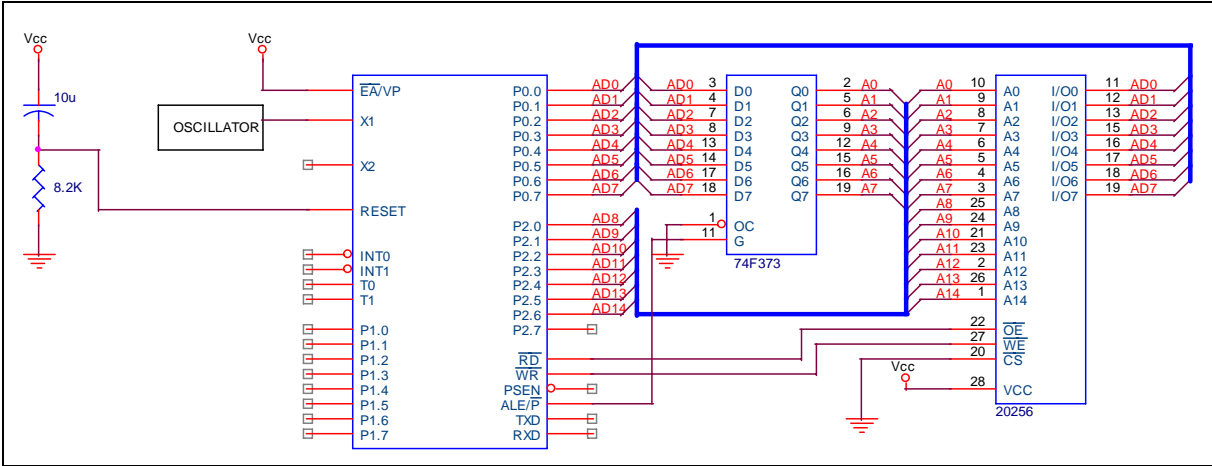 Vcc
10u
8.2K
Vcc
OSCILLATOR
EA/VP
X1
X2
RESET
INT0
INT1
T0
T1
P1.0
P1.1
P1.2
P1.3
P1.4
P1.5
P1.6
P1.7
P0.0
P0.1
P0.2
P0.3
P0.4
P0.5
P0.6
P0.7
P2.0
P2.1
P2.2
P2.3
P2.4
P2.5
P2.6
P2.7
RD
WR
PSEN
ALE/P
TXD
RXD
AD0
AD1
AD2
AD3
AD4
AD5
AD6
AD7
AD8
AD9
AD10
AD11
AD12
AD13
AD14
AD0 3 D0
AD1 4 D1
AD2 7 D2
AD3 8 D3
AD4 13 D4
AD5 14 D5
AD6 17 D6
AD7 18 D7
1 OC
11 G
Q0 2 A0
Q1 5 A1
Q2 6 A2
Q3 9 A3
Q4 12 A4
Q5 15 A5
Q6 16 A6
Q7 19 A7
74F373
A0 10 A0
A1 9 A1
A2 8 A2
A3 7 A3
A4 6 A4
A5 5 A5
A6 4 A6
A7 3 A7
A8 25 A8
A9 24 A9
A10 21 A10
A11 23 A11
A12 2 A12
A13 26 A13
A14 1 A14
22 OE
27 WE
20 CS
Vcc
28 VCC
I/O0 11 AD0
I/O1 12 AD1
I/O2 13 AD2
I/O3 15 AD3
I/O4 16 AD4
I/O5 17 AD5
I/O6 18 AD6
I/O7 19 AD7
20256